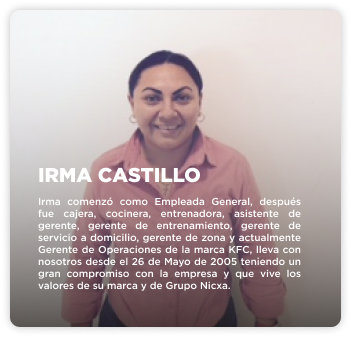 IRMA CASTILLO
Irma comenzó como Empleada General, después
fue cajera, cocinera, entrenadora, asistente de
gerente, gerente de entrenamiento, gerente de
servicio a domicilio, gerente de zona y actualmente
Gerente de Operaciones de la marca KFC, lleva con
nosotros desde el 26 de Mayo de 2005 teniendo un
gran compromiso con la empresa y que vive los
valores de su marca y de Grupo Nicxa.